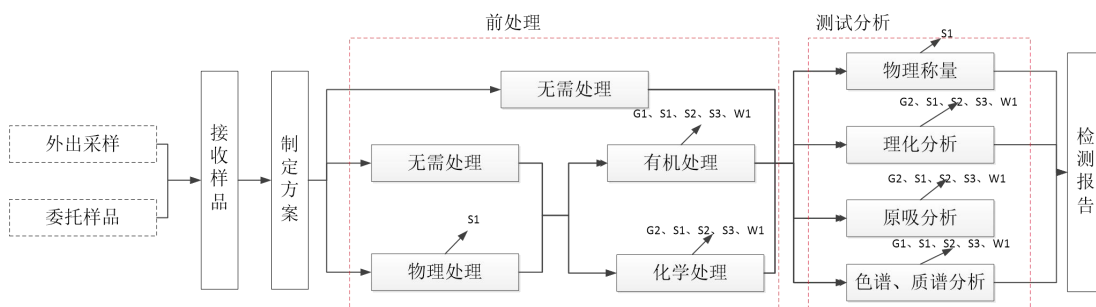 前处理
测试分析
外出采样
委托样品
接收样品
制定方案
无需处理
无需处理
物理处理
S1
G1、S1、S2、S3、W1
有机处理
G2、S1、S2、S3、W1
化学处理
S1
物理称量
G2、S1、S2、S3、W1
理化分析
G2、S1、S2、S3、W1
原吸分析
G1、S1、S2、S3、W1
色谱、质谱分析
检测报告